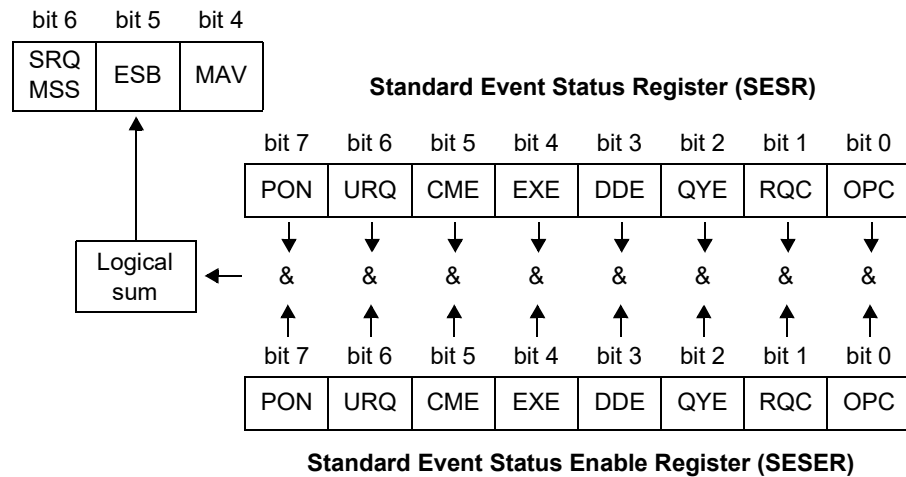 bit 6 bit 5 bit 4
SRQ
MSS
ESB MAV
Standard Event Status Register (SESR)
bit 7 bit 6 bit 5 bit 4 bit 3 bit 2 bit 1 bit 0
PON URQ CME EXE DDE QYE RQC OPC
Logical
sum
& & & & & & & &
bit 7 bit 6 bit 5 bit 4 bit 3 bit 2 bit 1 bit 0
PON URQ CME EXE DDE QYE RQC OPC
Standard Event Status Enable Register (SESER)